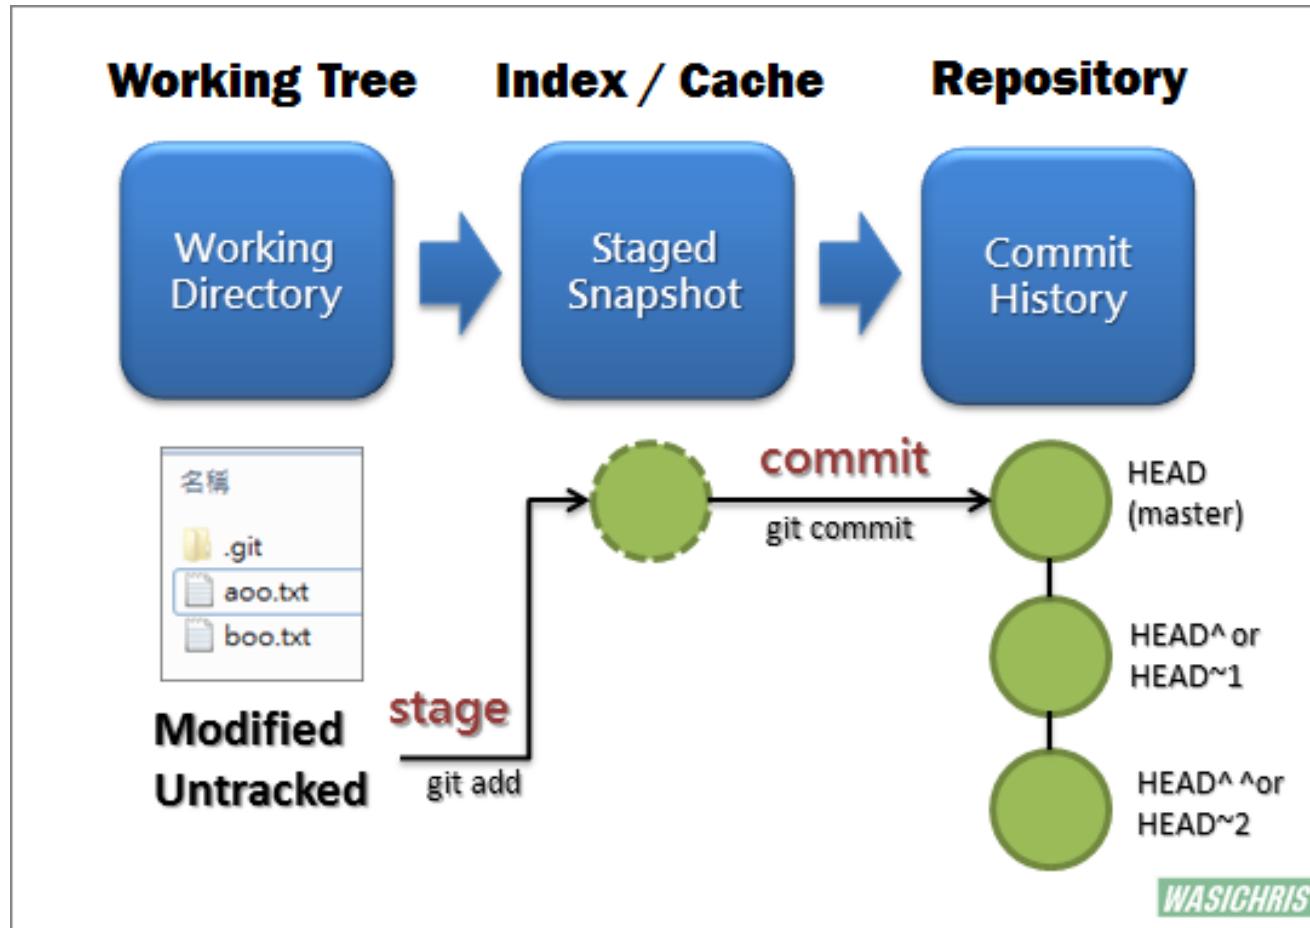 Working Tree
Index / Cache
Repository
Working
Directory
Staged
Snapshot
Commit
History
名稱
.git
aoo.txt
boo.txt
Modified
Untracked
stage
git add
commit
git commit
HEAD
(master)
HEAD^ or
HEAD~1
HEAD^ ^or
HEAD~2
WASICHRIS